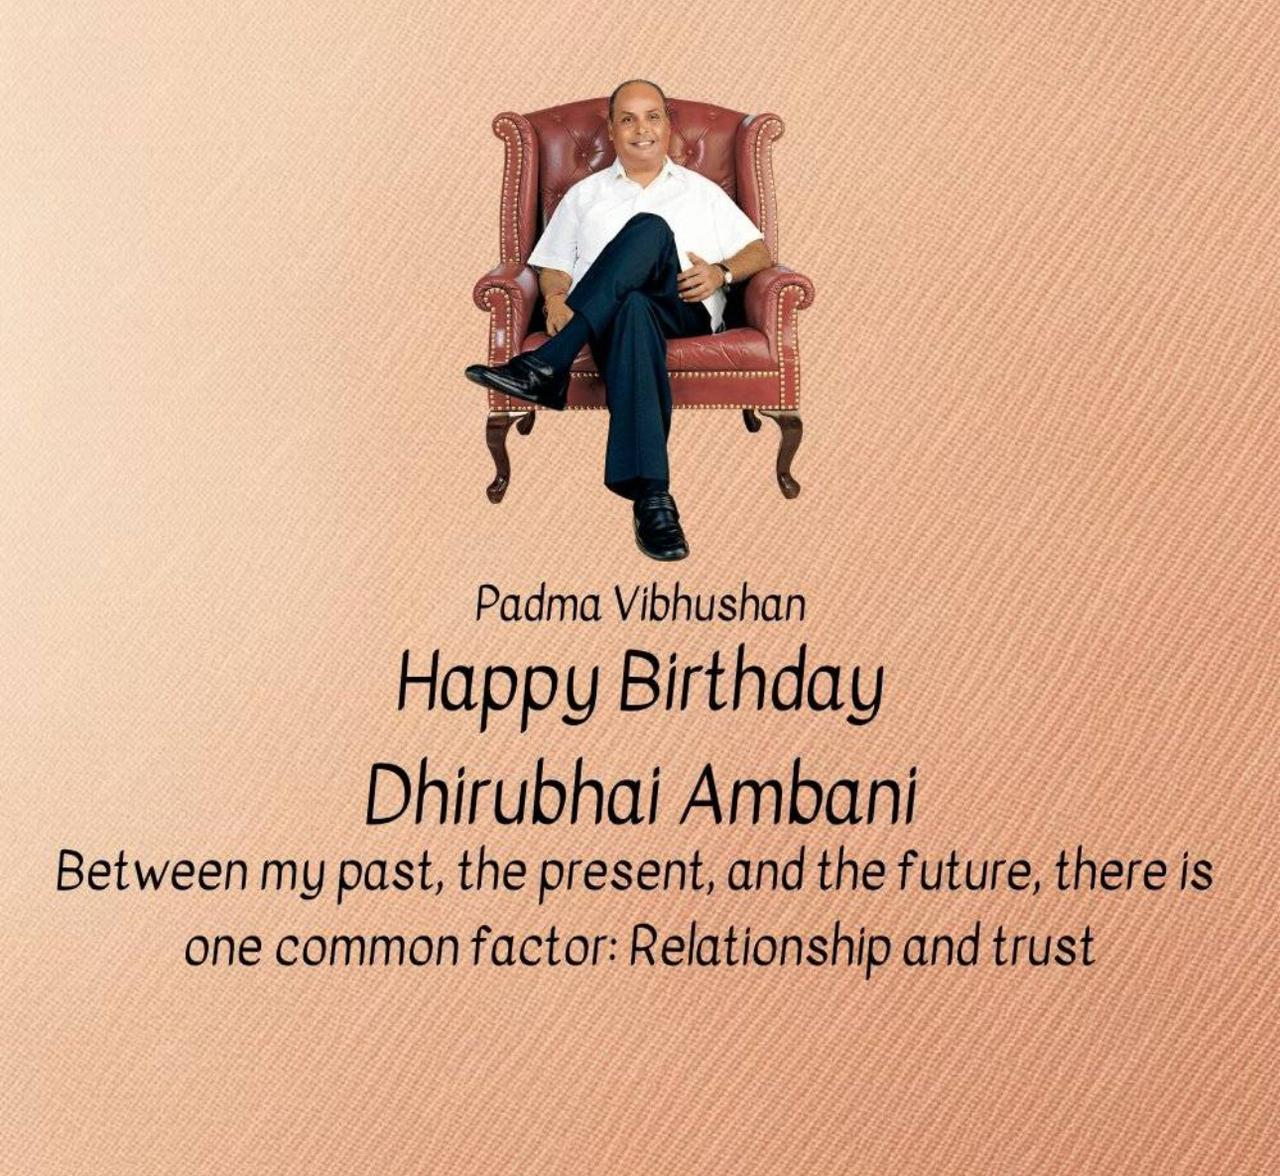 Padma Vibhushan
Happy Birthday
Dhirubhai Ambani
Between my past, the present, and the future, there is
one common factor: Relationship and trust